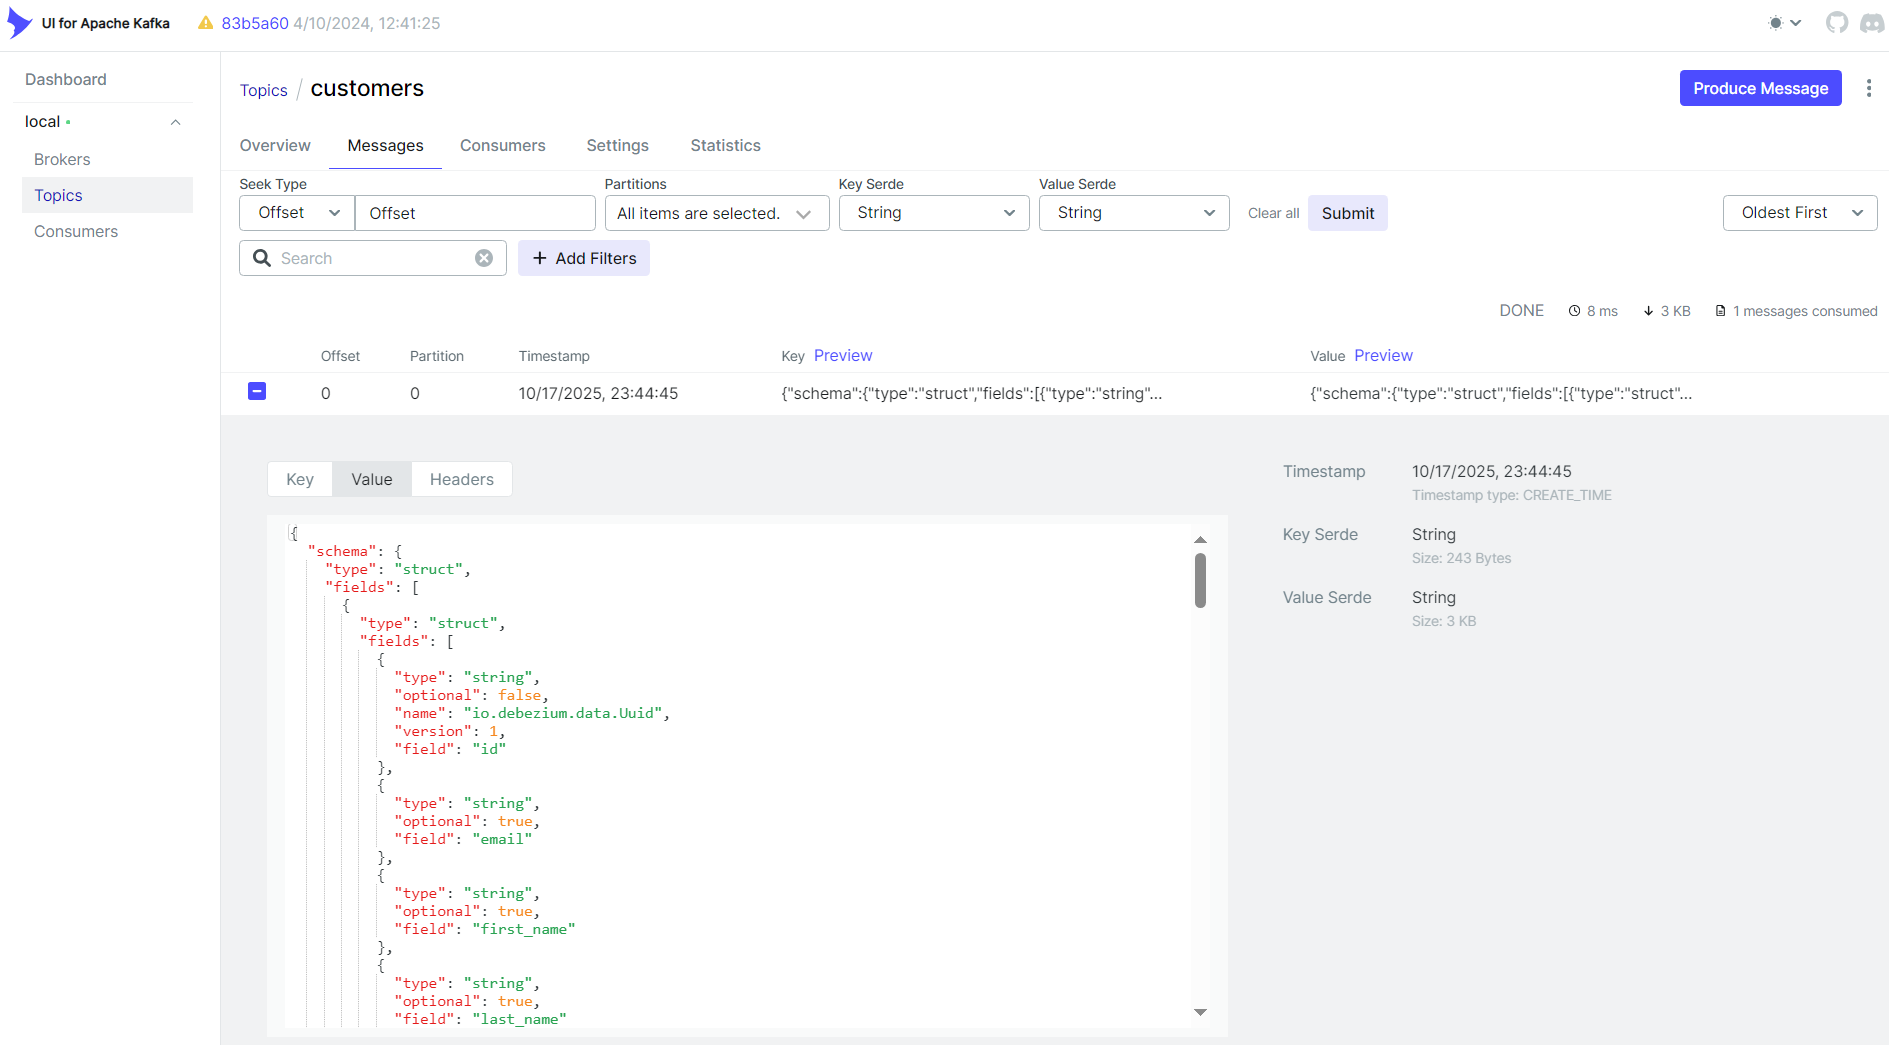 UI for Apache Kafka 83b5a60 4/10/2024, 12:41:25
Dashboard
local
Brokers
Topics
Consumers
Topics / customers
Produce Message
Overview Messages Consumers Settings Statistics
Seek Type Partitions Key Serde Value Serde
Offset Offset All items are selected. String String Clear all Submit Oldest First
Search + Add Filters
DONE 8 ms 3 KB 1 messages consumed
Offset Partition Timestamp Key Preview Value Preview
0 0 10/17/2025, 23:44:45 {"schema":{"type":"struct","fields":[{"type":"string"... {"schema":{"type":"struct","fields":[{"type":"struct"...
Key Value Headers
{
"schema": {
"type": "struct",
"fields": [
{
"type": "struct",
"fields": [
{
"type": "string",
"optional": false,
"name": "io.debezium.data.Uuid",
"version": 1,
"field": "id"
},
{
"type": "string",
"optional": true,
"field": "email"
},
{
"type": "string",
"optional": true,
"field": "first_name"
},
{
"type": "string",
"optional": true,
"field": "last_name"
Timestamp 10/17/2025, 23:44:45
Timestamp type: CREATE_TIME
Key Serde String
Size: 243 Bytes
Value Serde String
Size: 3 KB